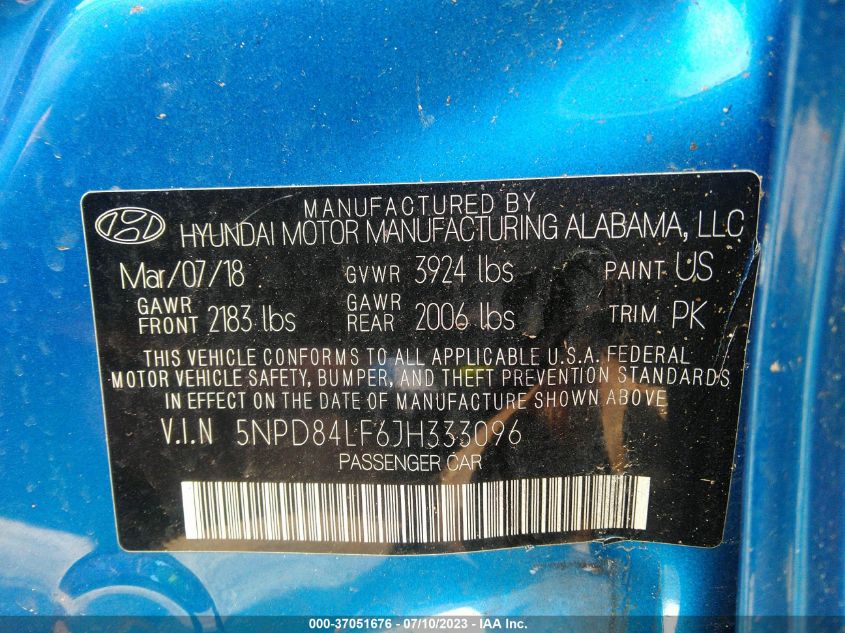 MANUFACTURED BY
HYUNDAI MOTOR MANUFACTURING ALABAMA, LLC
Mar/07/18 GVWR 3924 lbs PAINT US
GAWR FRONT 2183 lbs GAWR REAR 2006 lbs TRIM PK
THIS VEHICLE CONFORMS TO ALL APPLICABLE U.S.A. FEDERAL
MOTOR VEHICLE SAFETY, BUMPER, AND THEFT PREVENTION STANDARDS
IN EFFECT ON THE DATE OF MANUFACTURE SHOWN ABOVE
V.I.N 5NPD84LF6JH333096
PASSENGER CAR
000-37051676 - 07/10/2023 - IAA Inc.